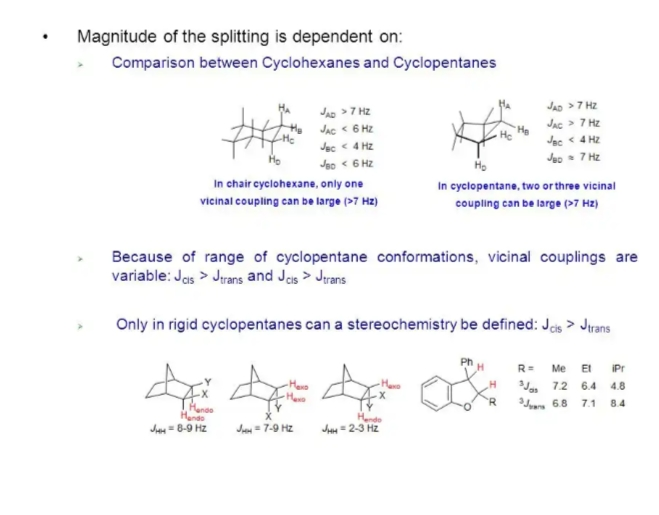 • Magnitude of the splitting is dependent on:
Comparison between Cyclohexanes and Cyclopentanes
HA
HB
HC
HD
JAD > 7 Hz
JAC < 6 Hz
JBC < 4 Hz
JBD < 6 Hz
In chair cyclohexane, only one
vicinal coupling can be large (>7 Hz)
HA
HB
HC
HD
JAD > 7 Hz
JAC > 7 Hz
JBC < 4 Hz
JBD ≈ 7 Hz
In cyclopentane, two or three vicinal
coupling can be large (>7 Hz)
Because of range of cyclopentane conformations, vicinal couplings are
variable: Jcis > Jtrans and Jcis > Jtrans
Only in rigid cyclopentanes can a stereochemistry be defined: Jcis > Jtrans
Y
X
Hendo
Hendo
JHH = 8-9 Hz
Hexo
Hexo
Y
X
JHH = 7-9 Hz
Hexo
X
Y
Hendo
JHH = 2-3 Hz
Ph
H
H
R
O
R= Me Et iPr
3Jcis 7.2 6.4 4.8
3Jtrans 6.8 7.1 8.4